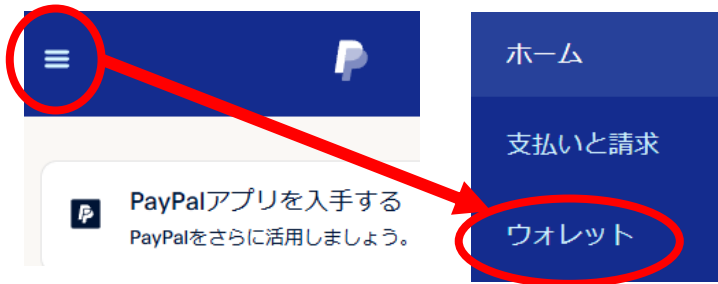 PayPalアプリを入手する
PayPalをさらに活用しましょう。
ホーム
支払いと請求
ウォレット